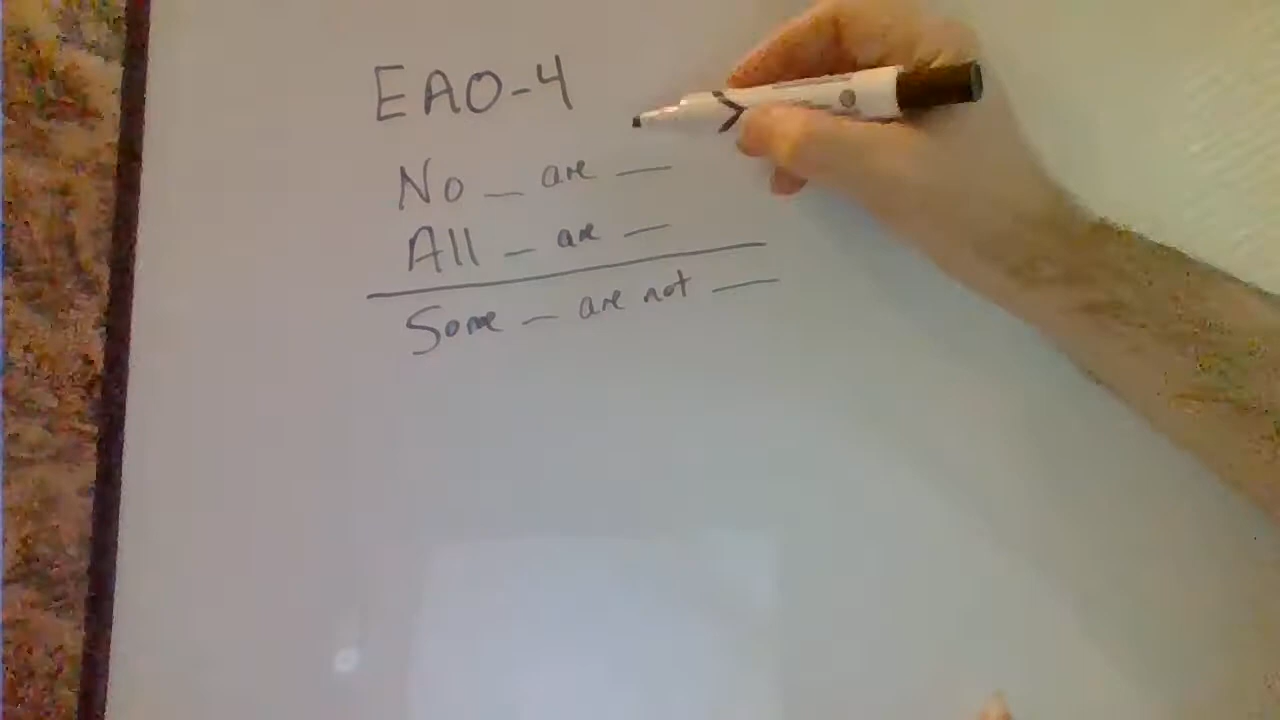 EAO-4
No _ are _
All _ are _
Some _ are not _